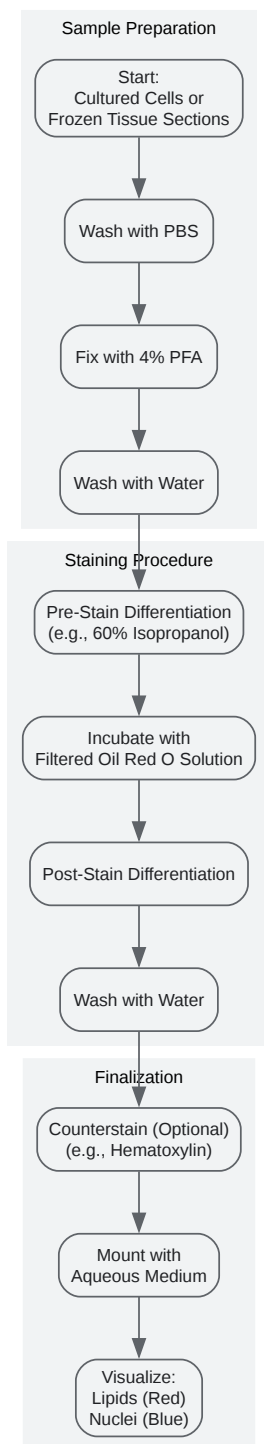 Sample Preparation
Start:
Cultured Cells or
Frozen Tissue Sections
Wash with PBS
Fix with 4% PFA
Wash with Water
Staining Procedure
Pre-Stain Differentiation
(e.g., 60% Isopropanol)
Incubate with
Filtered Oil Red O Solution
Post-Stain Differentiation
Wash with Water
Finalization
Counterstain (Optional)
(e.g., Hematoxylin)
Mount with
Aqueous Medium
Visualize:
Lipids (Red)
Nuclei (Blue)